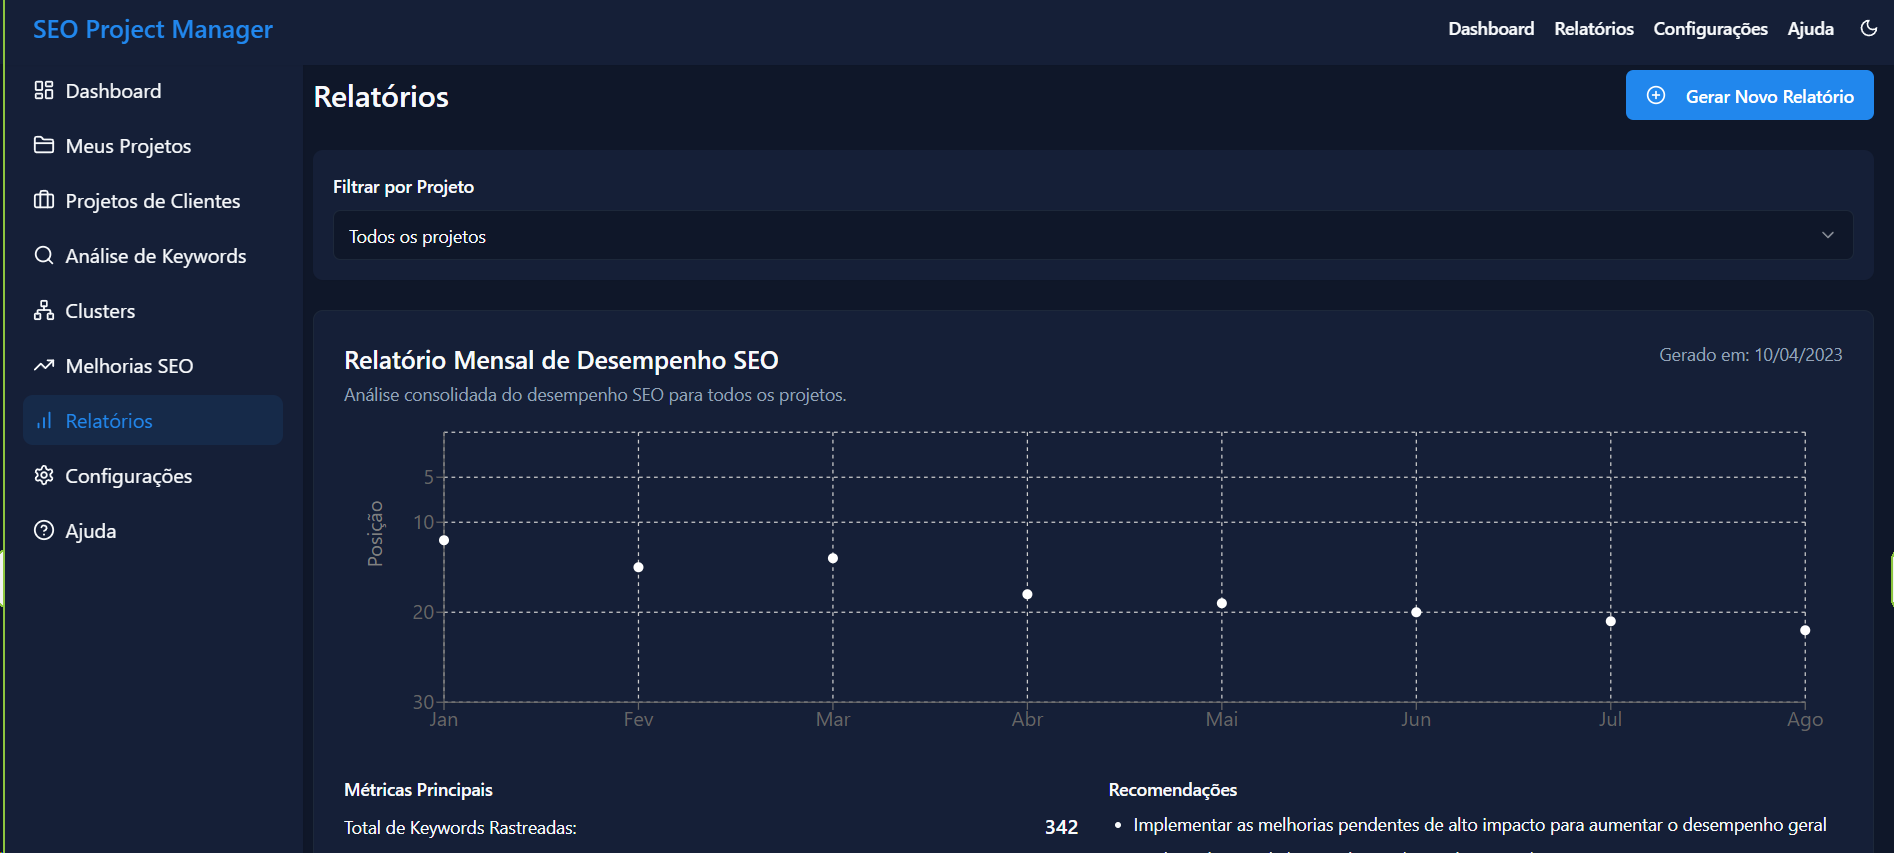 SEO Project Manager
Dashboard Relatórios Configurações Ajuda
Dashboard
Meus Projetos
Projetos de Clientes
Análise de Keywords
Clusters
Melhorias SEO
Relatórios
Configurações
Ajuda
Relatórios
Gerar Novo Relatório
Filtrar por Projeto
Todos os projetos
Relatório Mensal de Desempenho SEO
Gerado em: 10/04/2023
Análise consolidada do desempenho SEO para todos os projetos.
Posição
5
10
20
30
Jan Fev Mar Abr Mai Jun Jul Ago
Métricas Principais
Total de Keywords Rastreadas: 342
Recomendações
• Implementar as melhorias pendentes de alto impacto para aumentar o desempenho geral